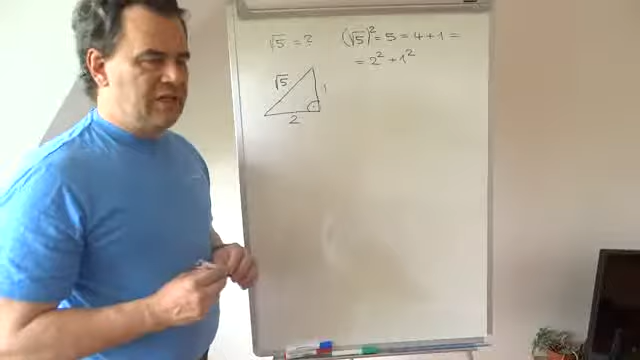 √5 = ?
(√5)² = 5 = 4 + 1 =
= 2² + 1²
√5
1
2